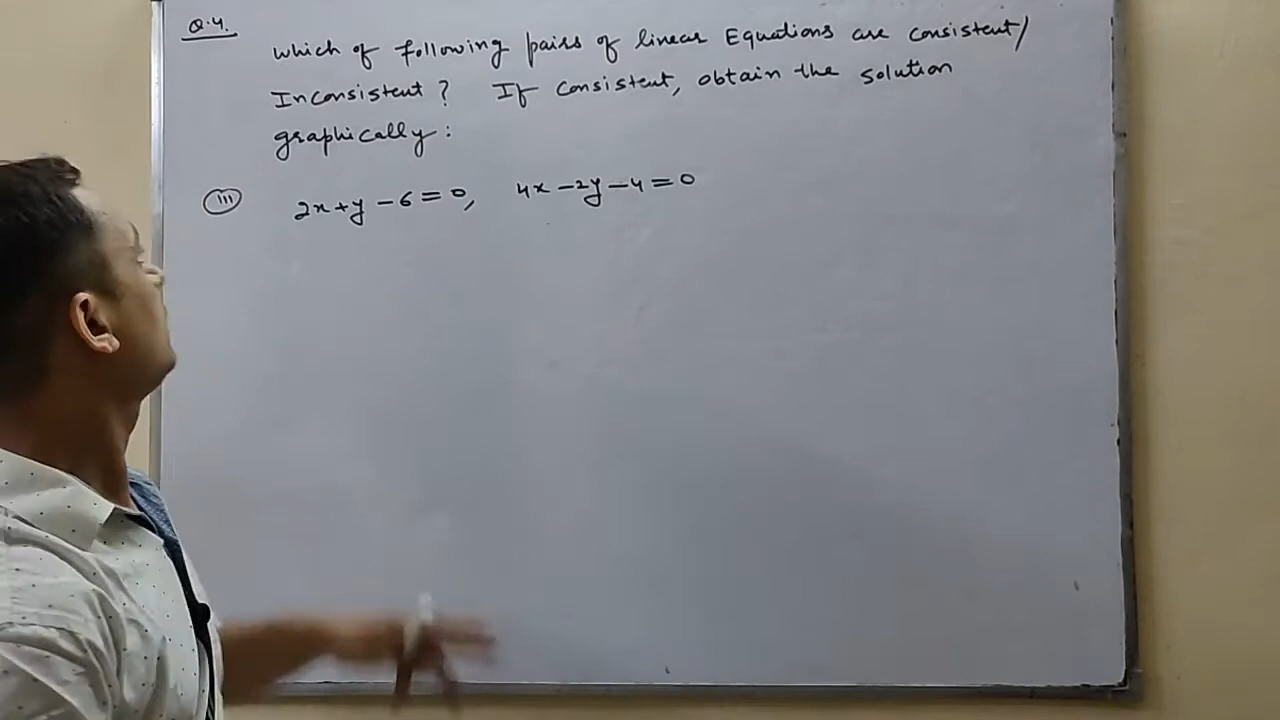 Q.4.
Which of following pairs of linear Equations are consistent/
Inconsistent? If consistent, obtain the solution
graphically:
(iii) 2x+y-6=0, 4x-2y-4=0